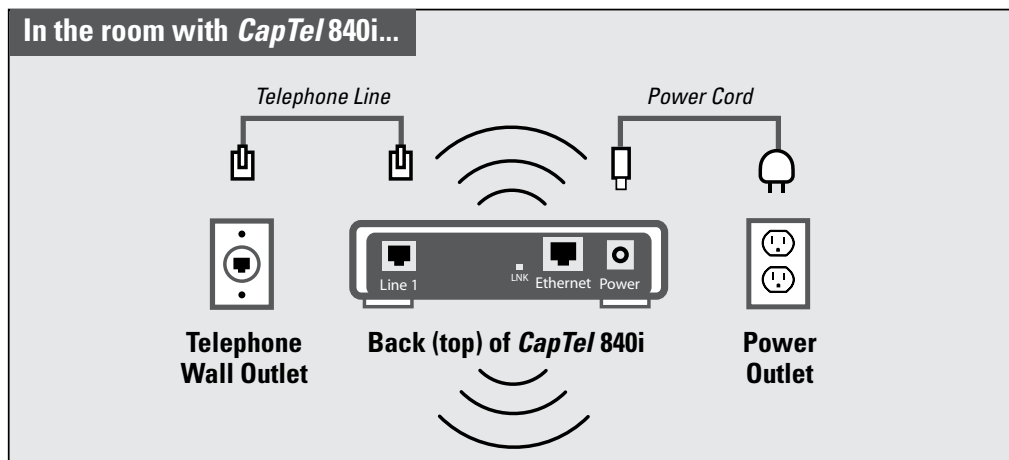 In the room with CapTel 840i...
Telephone Line
Power Cord
Line 1
LNK
Ethernet
Power
Telephone
Wall Outlet
Back (top) of CapTel 840i
Power
Outlet